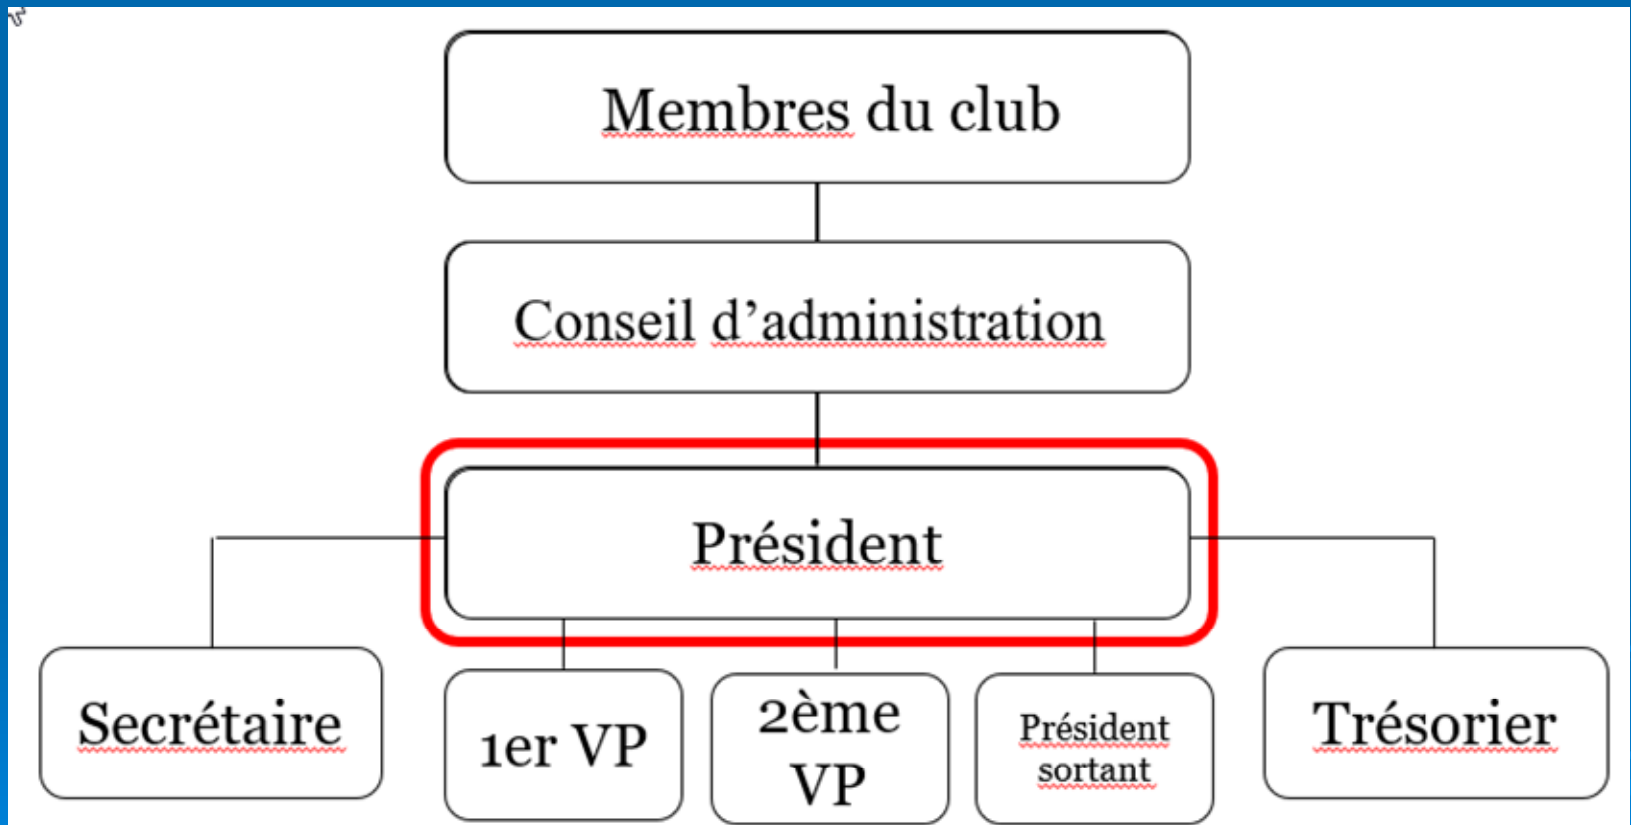 Membres du club
Conseil d’administration
Président
Secrétaire
1er VP
2ème
VP
Président
sortant
Trésorier